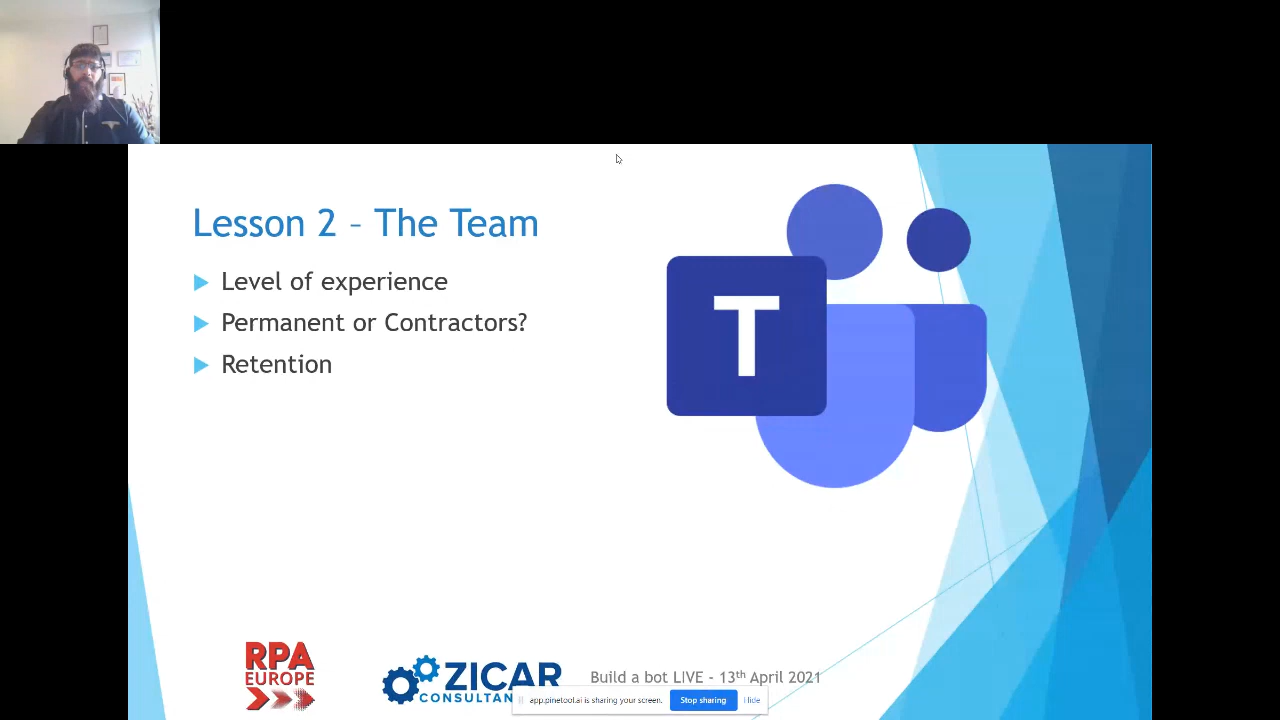 Lesson 2 – The Team
Level of experience
Permanent or Contractors?
Retention
T
RPA
EUROPE
ZICAR
CONSULTAN
Build a bot LIVE - 13th April 2021
app.pinetool.ai is sharing your screen.
Stop sharing
Hide